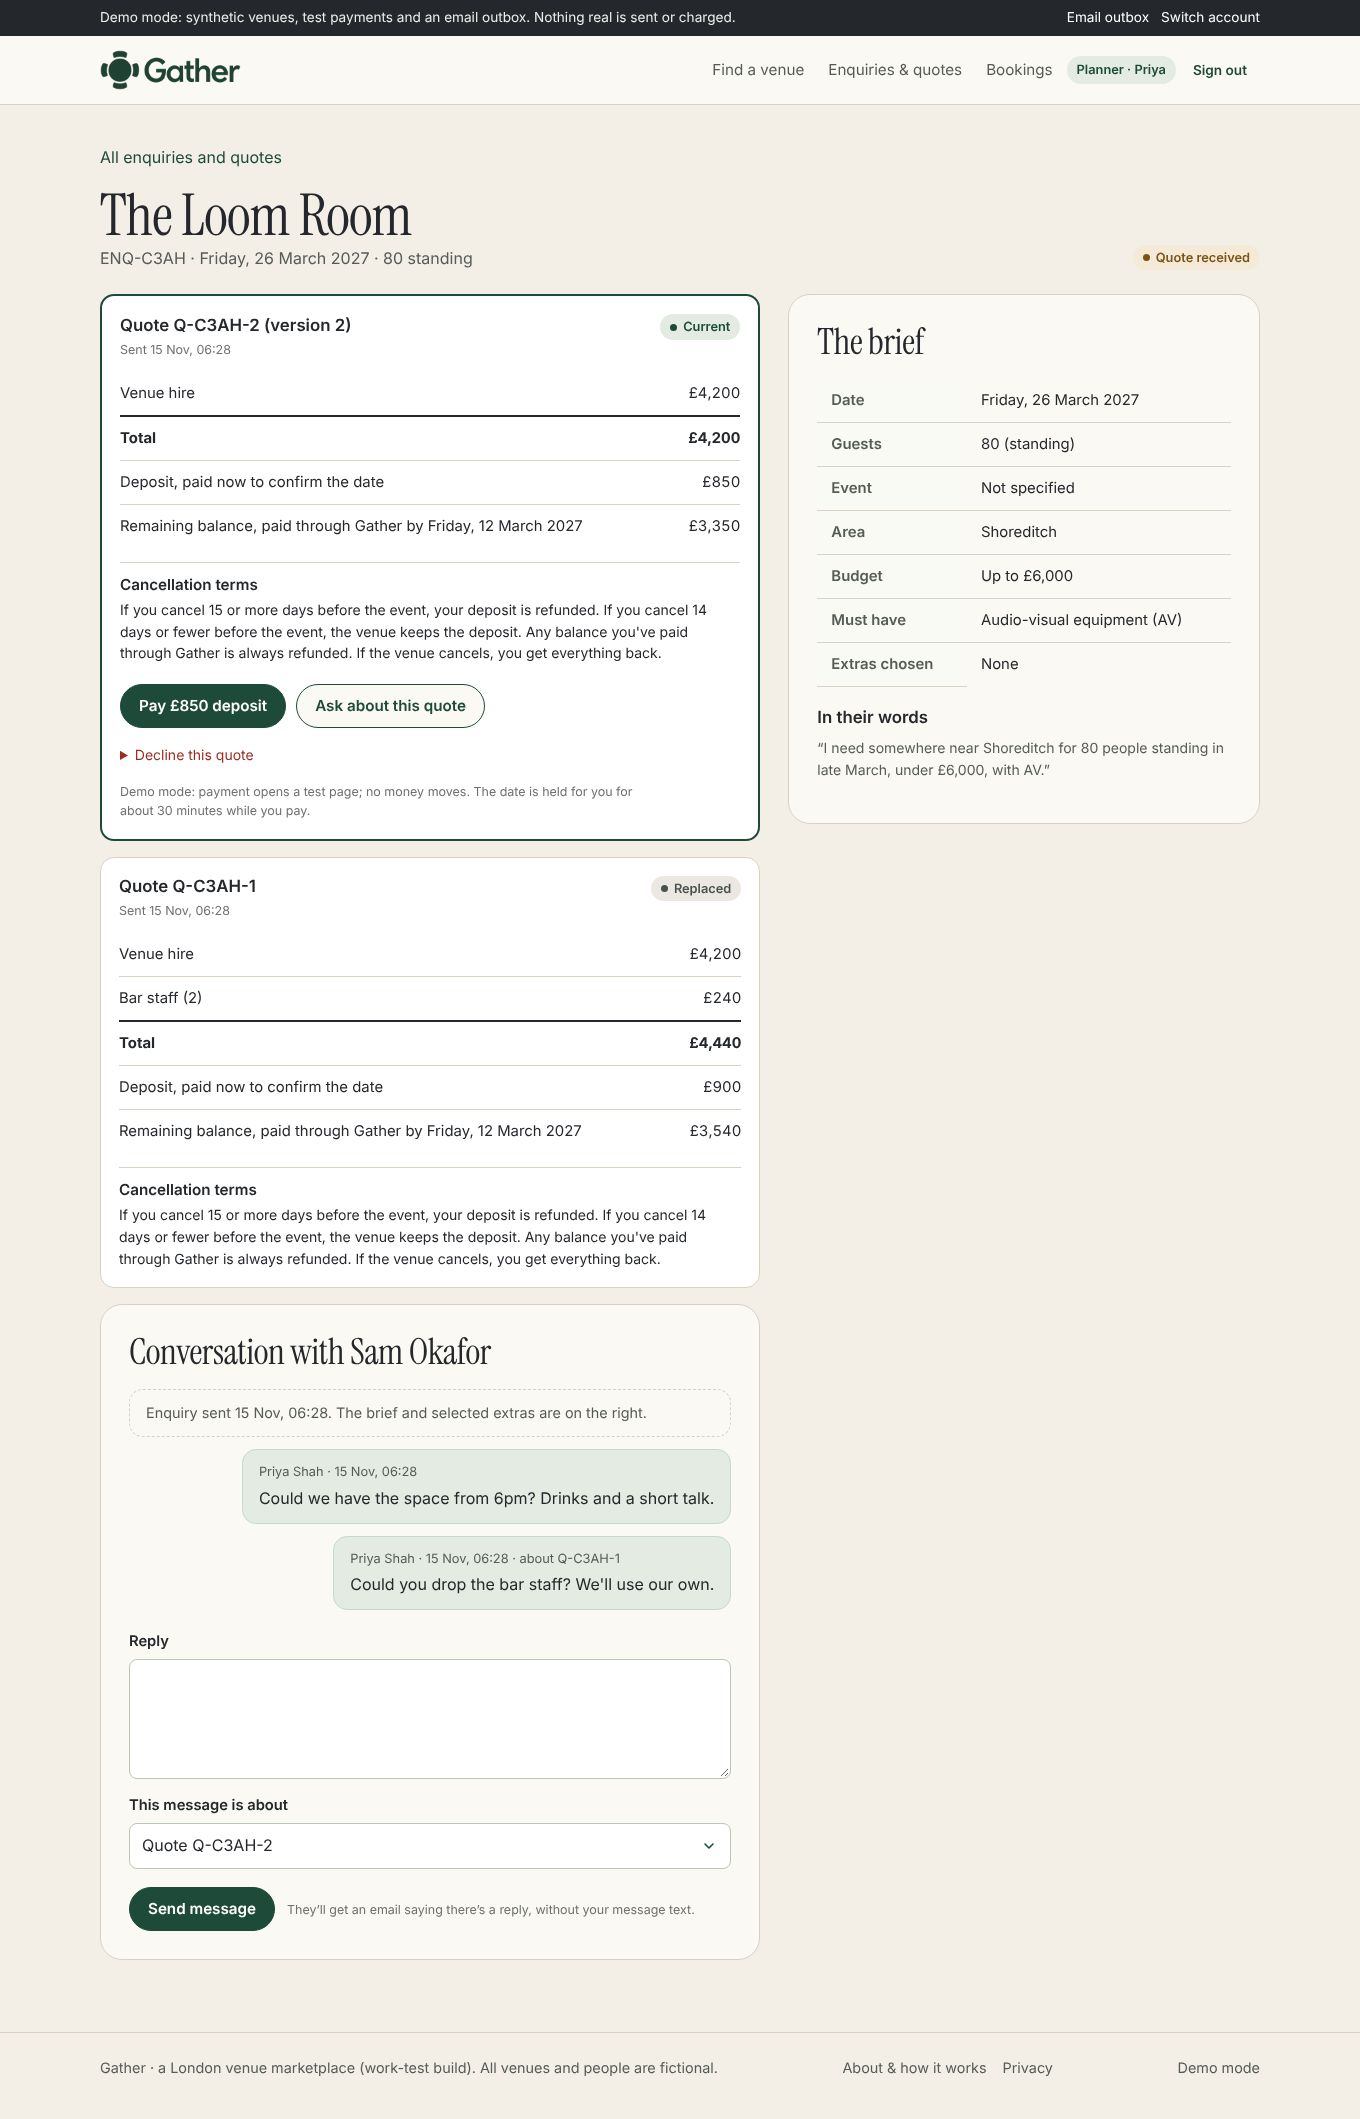 Demo mode: synthetic venues, test payments and an email outbox. Nothing real is sent or charged.
Email outbox Switch account
Gather
Find a venue Enquiries & quotes Bookings Planner · Priya Sign out
All enquiries and quotes
The Loom Room
ENQ-C3AH · Friday, 26 March 2027 · 80 standing
Quote received
Quote Q-C3AH-2 (version 2)
Current
Sent 15 Nov, 06:28
Venue hire £4,200
Total £4,200
Deposit, paid now to confirm the date £850
Remaining balance, paid through Gather by Friday, 12 March 2027 £3,350
Cancellation terms
If you cancel 15 or more days before the event, your deposit is refunded. If you cancel 14
days or fewer before the event, the venue keeps the deposit. Any balance you've paid
through Gather is always refunded. If the venue cancels, you get everything back.
Pay £850 deposit Ask about this quote
Decline this quote
Demo mode: payment opens a test page; no money moves. The date is held for you for
about 30 minutes while you pay.
The brief
Date Friday, 26 March 2027
Guests 80 (standing)
Event Not specified
Area Shoreditch
Budget Up to £6,000
Must have Audio-visual equipment (AV)
Extras chosen None
In their words
“I need somewhere near Shoreditch for 80 people standing in
late March, under £6,000, with AV.”
Quote Q-C3AH-1
Replaced
Sent 15 Nov, 06:28
Venue hire £4,200
Bar staff (2) £240
Total £4,440
Deposit, paid now to confirm the date £900
Remaining balance, paid through Gather by Friday, 12 March 2027 £3,540
Cancellation terms
If you cancel 15 or more days before the event, your deposit is refunded. If you cancel 14
days or fewer before the event, the venue keeps the deposit. Any balance you've paid
through Gather is always refunded. If the venue cancels, you get everything back.
Conversation with Sam Okafor
Enquiry sent 15 Nov, 06:28. The brief and selected extras are on the right.
Priya Shah · 15 Nov, 06:28
Could we have the space from 6pm? Drinks and a short talk.
Priya Shah · 15 Nov, 06:28 · about Q-C3AH-1
Could you drop the bar staff? We'll use our own.
Reply
This message is about
Quote Q-C3AH-2
Send message They’ll get an email saying there’s a reply, without your message text.
Gather · a London venue marketplace (work-test build). All venues and people are fictional.
About & how it works Privacy
Demo mode